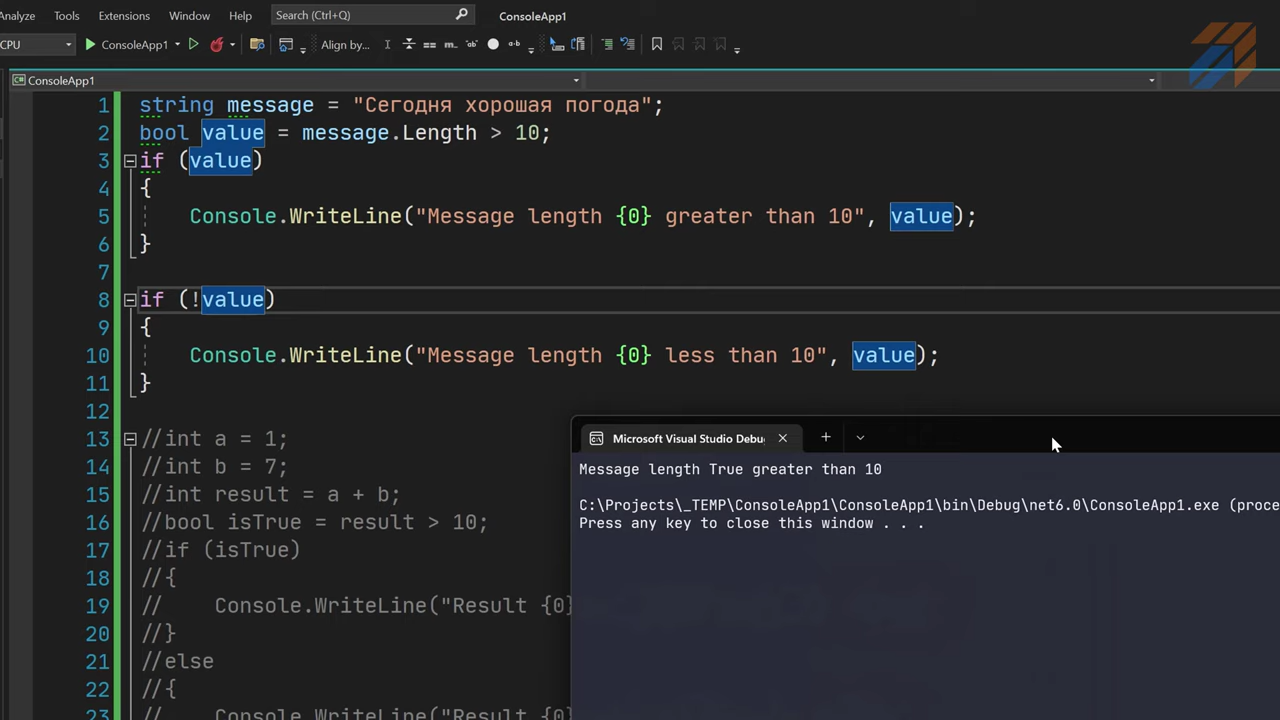 Analyze Tools Extensions Window Help Search (Ctrl+Q) ConsoleApp1
CPU ConsoleApp1 Align by...
ConsoleApp1
1 string message = "Сегодня хорошая погода";
2 bool value = message.Length > 10;
3 if (value)
4 {
5 Console.WriteLine("Message length {0} greater than 10", value);
6 }
7
8 if (!value)
9 {
10 Console.WriteLine("Message length {0} less than 10", value);
11 }
12
13 //int a = 1;
14 //int b = 7;
15 //int result = a + b;
16 //bool isTrue = result > 10;
17 //if (isTrue)
18 //{
19 // Console.WriteLine("Result {0}
20 //}
21 //else
22 //{
23 // Console.WriteLine("Result {0}
Microsoft Visual Studio Debu
Message length True greater than 10
C:\Projects\_TEMP\ConsoleApp1\ConsoleApp1\bin\Debug\net6.0\ConsoleApp1.exe (proce
Press any key to close this window . . .